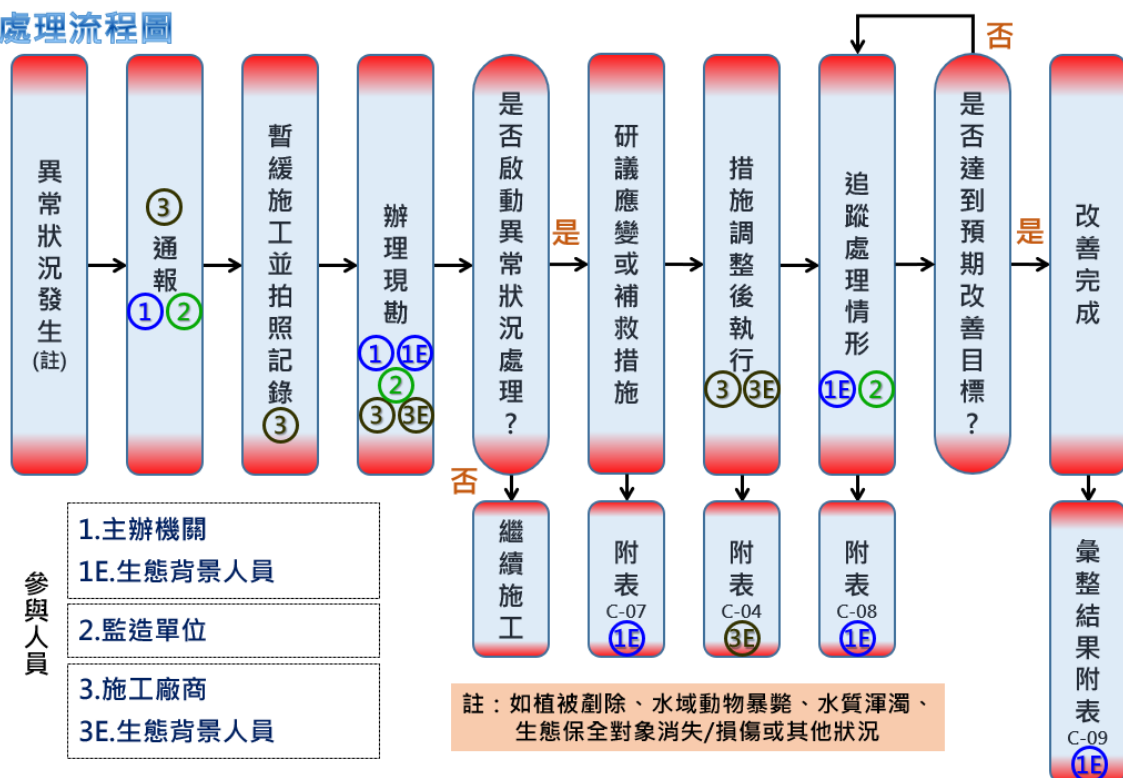 處理流程圖
異常狀況發生
(註)
③
通報
① ②
暫緩施工並拍照記錄
③
辦理現勘
1 1E
2
3 3E
是否啟動異常狀況處理?
是
否
繼續施工
研議應變或補救措施
附表
C-07
1E
措施調整後執行
3 3E
附表
C-04
3E
追蹤處理情形
1E 2
附表
C-08
1E
是否達到預期改善目標?
否
是
改善完成
彙整結果附表
C-09
1E
參與人員
1.主辦機關
1E.生態背景人員
2.監造單位
3.施工廠商
3E.生態背景人員
註:如植被剷除、水域動物暴斃、水質渾濁、
生態保全對象消失/損傷或其他狀況